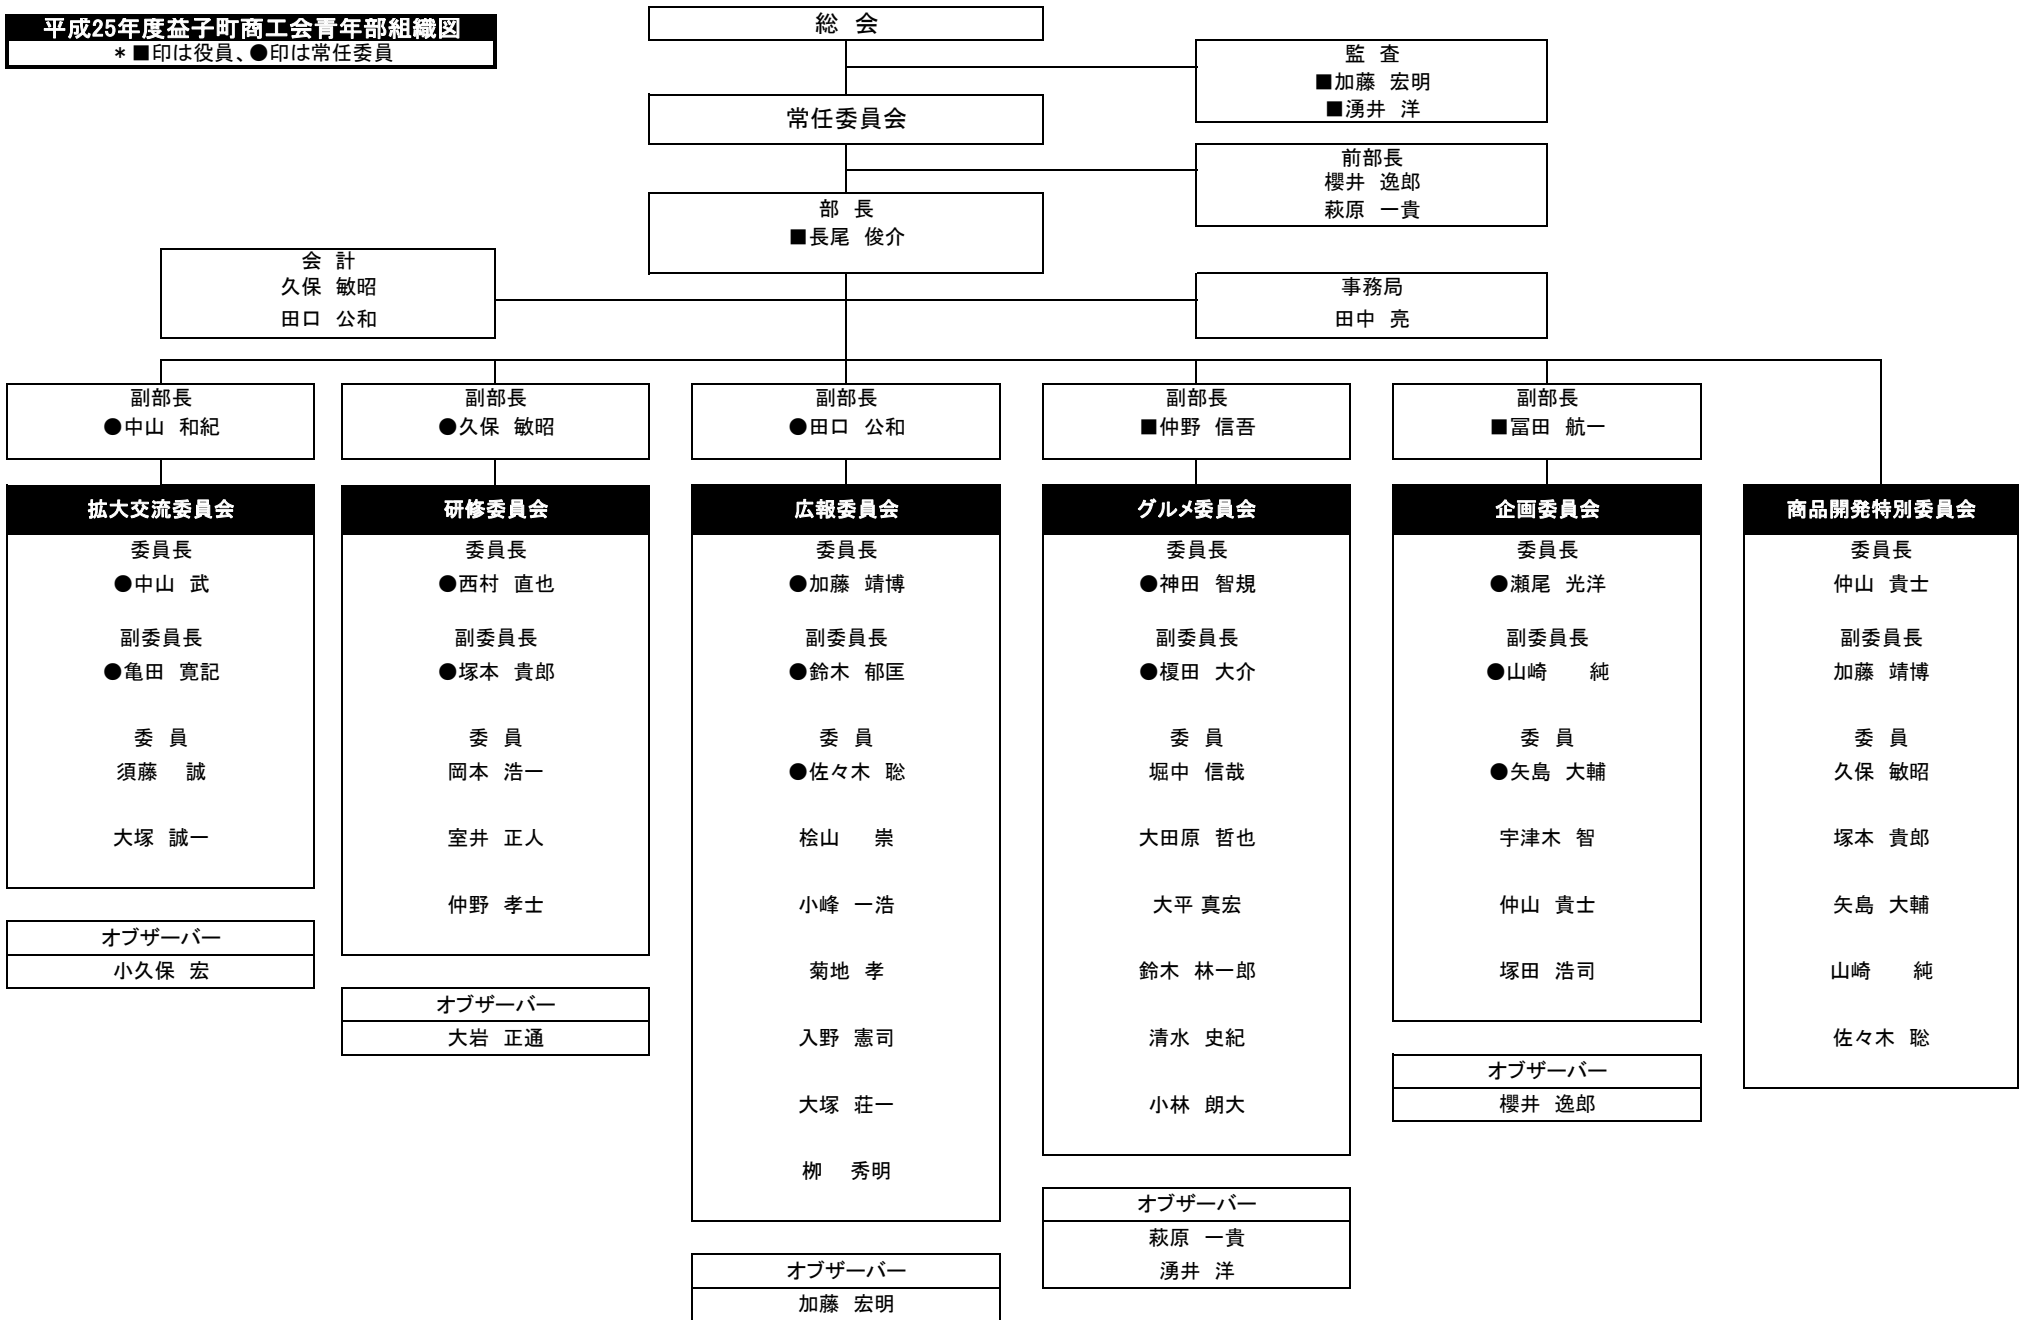 平成25年度益子町商工会青年部組織図
＊■印は役員、●印は常任委員
総　会
監　査
■加藤　宏明
■湧井　洋
常任委員会
前部長
櫻井　逸郎
萩原　一貴
部　長
■長尾　俊介
会　計
久保　敏昭
田口　公和
事務局
田中　亮
副部長
●中山　和紀
副部長
●久保　敏昭
副部長
●田口　公和
副部長
■仲野　信吾
副部長
■冨田　航一
拡大交流委員会
委員長
●中山　武
副委員長
●亀田　寛記
委　員
須藤　誠
大塚　誠一
オブザーバー
小久保　宏
研修委員会
委員長
●西村　直也
副委員長
●塚本　貴郎
委　員
岡本　浩一
室井　正人
仲野　孝士
オブザーバー
大岩　正通
広報委員会
委員長
●加藤　靖博
副委員長
●鈴木　郁匡
委　員
●佐々木　聡
桧山　崇
小峰　一浩
菊地　孝
入野　憲司
大塚　荘一
栁　秀明
オブザーバー
加藤　宏明
グルメ委員会
委員長
●神田　智規
副委員長
●榎田　大介
委　員
堀中　信哉
大田原　哲也
大平 真宏
鈴木　林一郎
清水　史紀
小林　朗大
オブザーバー
萩原　一貴
湧井　洋
企画委員会
委員長
●瀬尾　光洋
副委員長
●山崎　　純
委　員
●矢島　大輔
宇津木　智
仲山　貴士
塚田　浩司
オブザーバー
櫻井　逸郎
商品開発特別委員会
委員長
仲山　貴士
副委員長
加藤　靖博
委　員
久保　敏昭
塚本　貴郎
矢島　大輔
山崎　　純
佐々木　聡